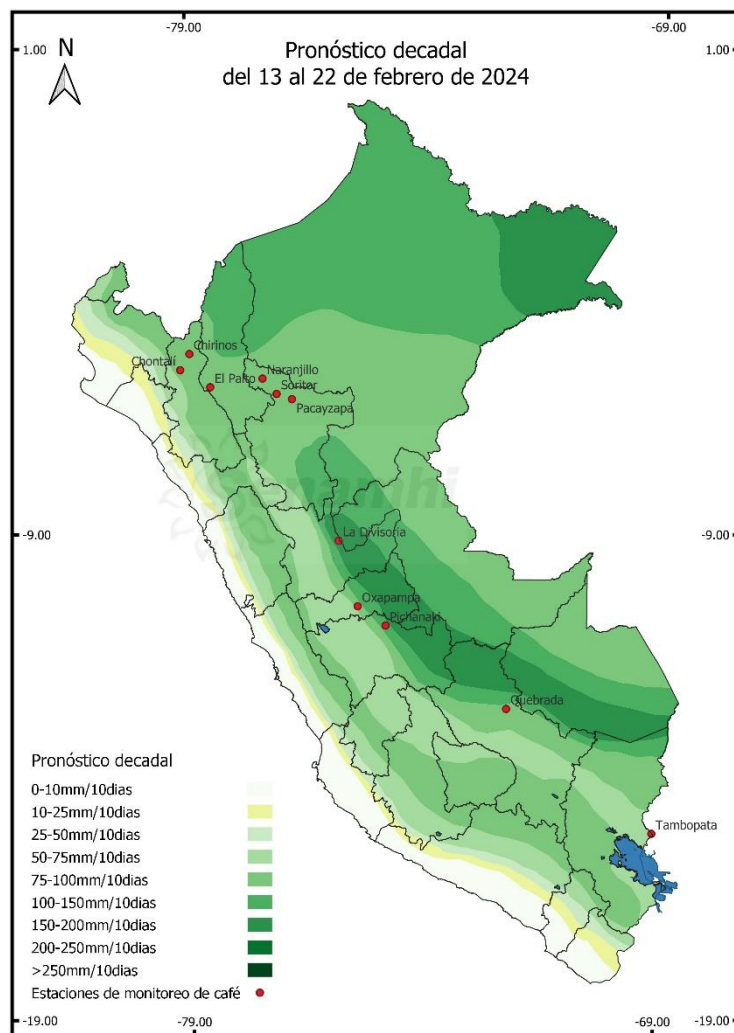 -79.00
-69.00
1.00
1.00
N
Pronóstico decadal
del 13 al 22 de febrero de 2024
Chirinos
Chontalí
El Palto
Naranjillo
Soritor
Pacayzapa
Senamhi
-9.00
-9.00
La Divisoria
Oxapampa
Pichanaki
Quebrada
Tambopata
Pronóstico decadal
0-10mm/10dias
10-25mm/10dias
25-50mm/10dias
50-75mm/10dias
75-100mm/10dias
100-150mm/10dias
150-200mm/10dias
200-250mm/10dias
>250mm/10dias
Estaciones de monitoreo de café
-19.00
-19.00
-79.00
-69.00